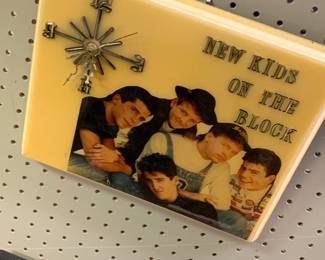 NEW KIDS
ON THE
BLOCK